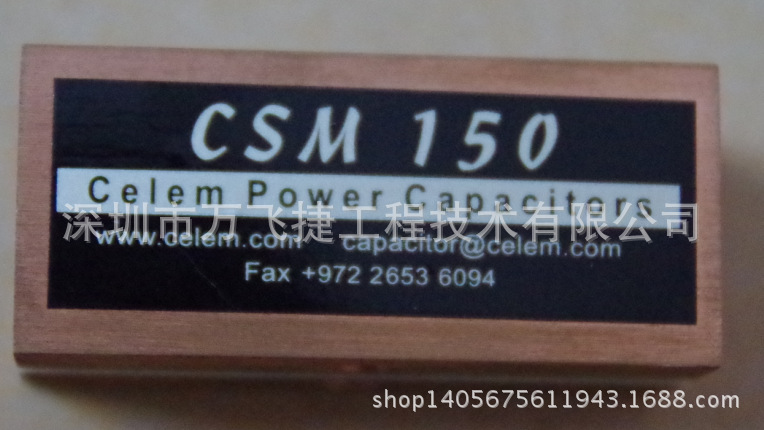 CSM 150
Celem Power Capacitors
深圳市万飞捷工程技术有限公司
www.celem.com capacitor@celem.com
Fax +972 2653 6094
shop1405675611943.1688.com